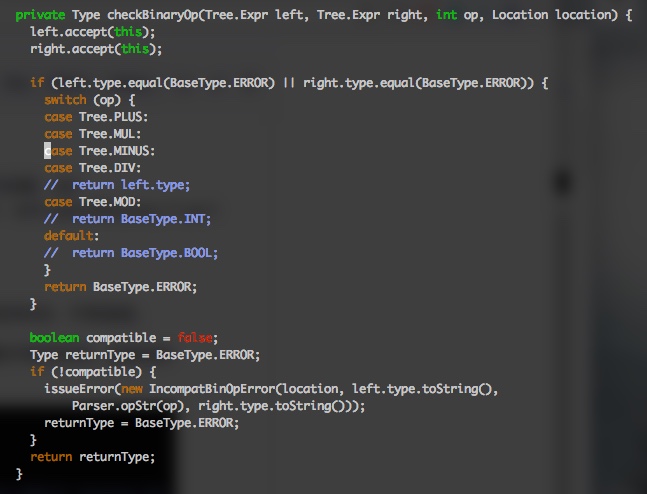 private Type checkBinaryOp(Tree.Expr left, Tree.Expr right, int op, Location location) {
left.accept(this);
right.accept(this);
if (left.type.equal(BaseType.ERROR) || right.type.equal(BaseType.ERROR)) {
switch (op) {
case Tree.PLUS:
case Tree.MUL:
case Tree.MINUS:
case Tree.DIV:
//  return left.type;
case Tree.MOD:
//  return BaseType.INT;
default:
//  return BaseType.BOOL;
}
return BaseType.ERROR;
}
boolean compatible = false;
Type returnType = BaseType.ERROR;
if (!compatible) {
issueError(new IncompatBinOpError(location, left.type.toString(),
Parser.opStr(op), right.type.toString()));
returnType = BaseType.ERROR;
}
return returnType;
}